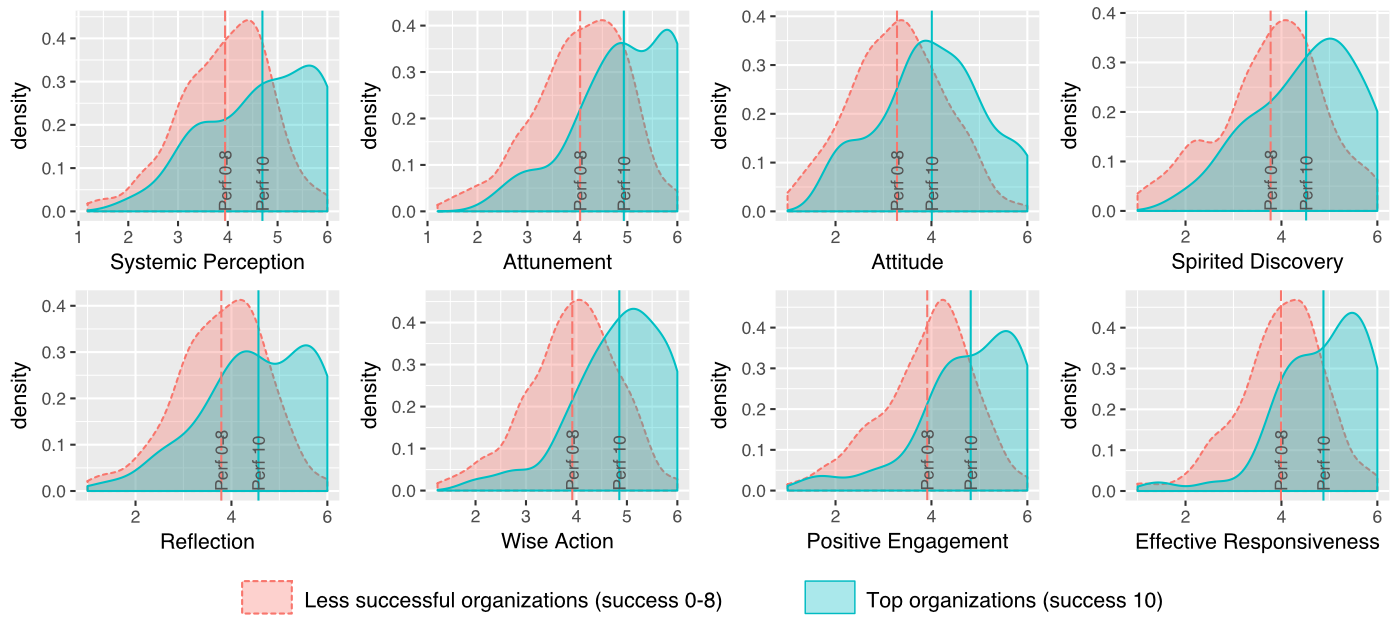 density
0.4
0.3
0.2
0.1
0.0
Perf 0-8
Perf 10
1 2 3 4 5 6
Systemic Perception
density
0.4
0.3
0.2
0.1
0.0
Perf 0-8
Perf 10
1 2 3 4 5 6
Attunement
density
0.4
0.3
0.2
0.1
0.0
Perf 0-8
Perf 10
2 4 6
Attitude
density
0.4
0.3
0.2
0.1
0.0
Perf 0-8
Perf 10
2 4 6
Spirited Discovery
density
0.4
0.3
0.2
0.1
0.0
Perf 0-8
Perf 10
2 4 6
Reflection
density
0.4
0.3
0.2
0.1
0.0
Perf 0-8
Perf 10
2 3 4 5 6
Wise Action
density
0.4
0.3
0.2
0.1
0.0
Perf 0-8
Perf 10
2 4 6
Positive Engagement
density
0.4
0.3
0.2
0.1
0.0
Perf 0-8
Perf 10
2 4 6
Effective Responsiveness
Less successful organizations (success 0-8)
Top organizations (success 10)